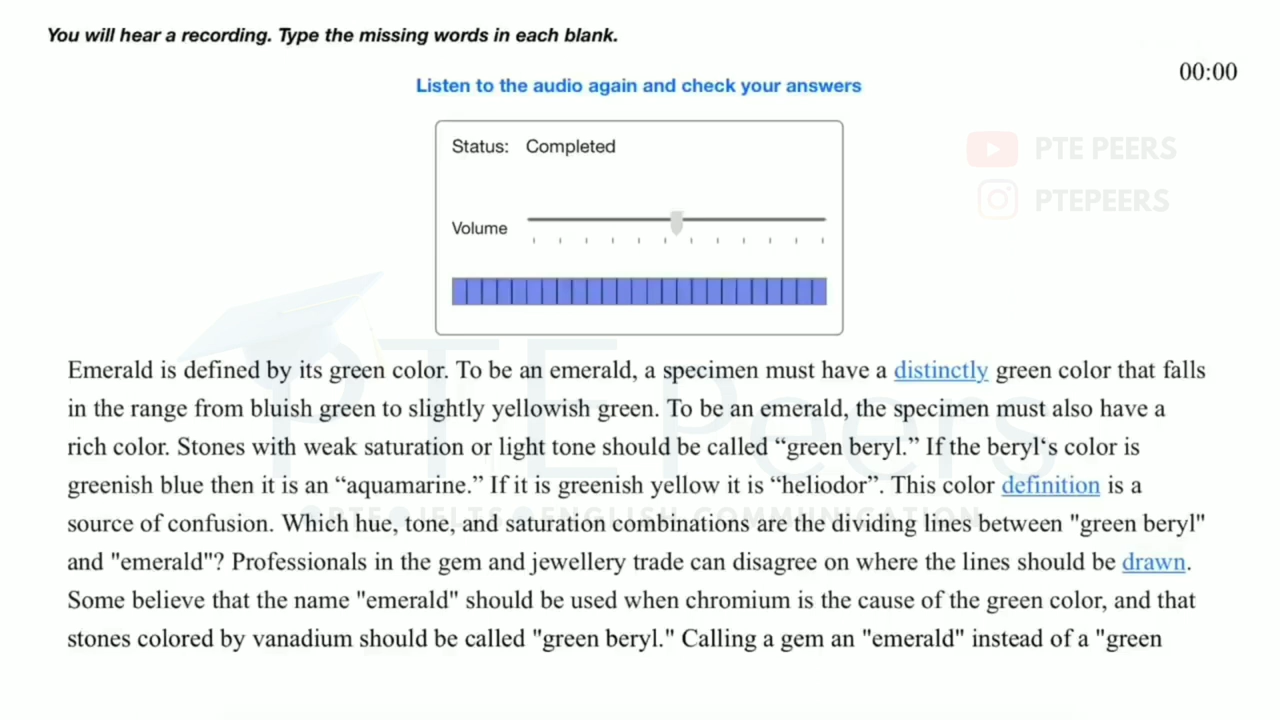 You will hear a recording. Type the missing words in each blank.
00:00
Listen to the audio again and check your answers
Status: Completed
PTE PEERS
PTEPEERS
Volume
Emerald is defined by its green color. To be an emerald, a specimen must have a distinctly green color that falls
in the range from bluish green to slightly yellowish green. To be an emerald, the specimen must also have a
rich color. Stones with weak saturation or light tone should be called “green beryl.” If the beryl‘s color is
greenish blue then it is an “aquamarine.” If it is greenish yellow it is “heliodor”. This color definition is a
source of confusion. Which hue, tone, and saturation combinations are the dividing lines between "green beryl"
and "emerald"? Professionals in the gem and jewellery trade can disagree on where the lines should be drawn.
Some believe that the name "emerald" should be used when chromium is the cause of the green color, and that
stones colored by vanadium should be called "green beryl." Calling a gem an "emerald" instead of a "green
PTE Peers
PTE IELTS ENGLISH COMMUNICATION